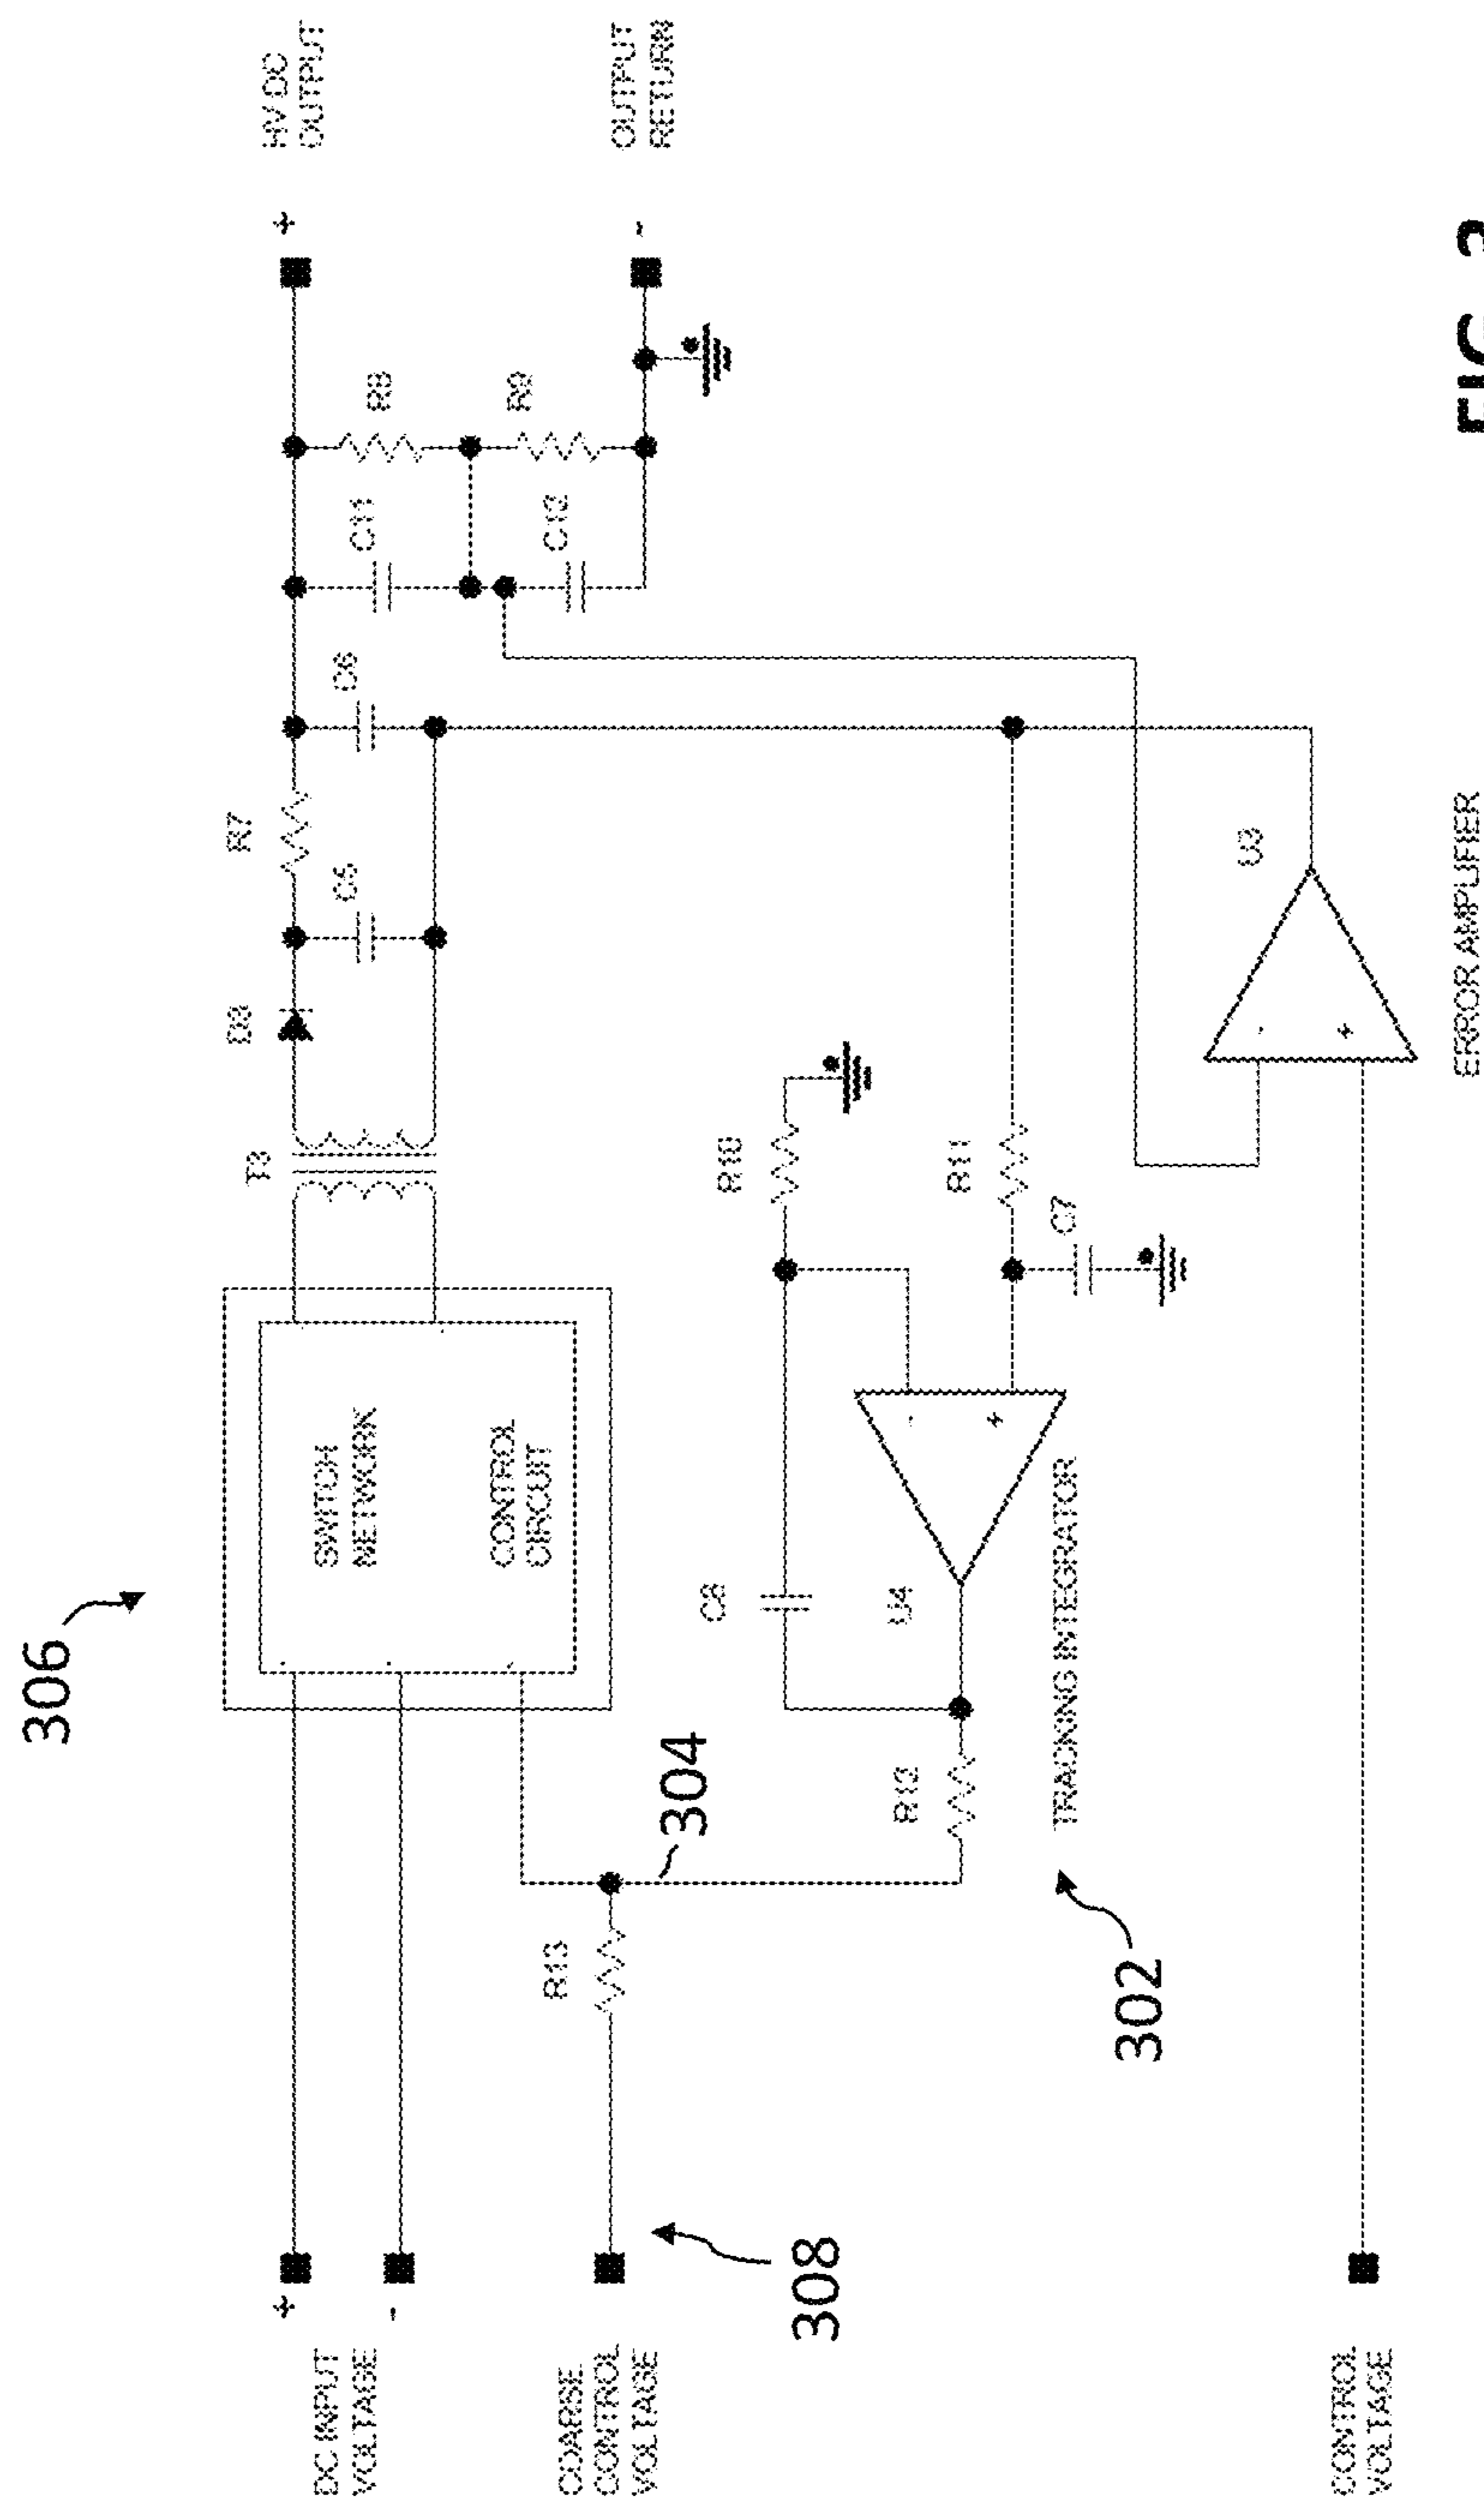 306
SWITCH
NETWORK
CONTROL
CIRCUIT
DC INPUT
VOLTAGE
+
-
COARSE
CONTROL
VOLTAGE
308
R13
304
R12
C8
U4
-
+
TRACKING INTEGRATOR
302
R10
R11
C7
T3
D3
C5
R7
C6
C11
C12
R8
R9
+
HV DC
OUTPUT
-
OUTPUT
RETURN
U3
-
+
ERROR AMPLIFIER
CONTROL
VOLTAGE